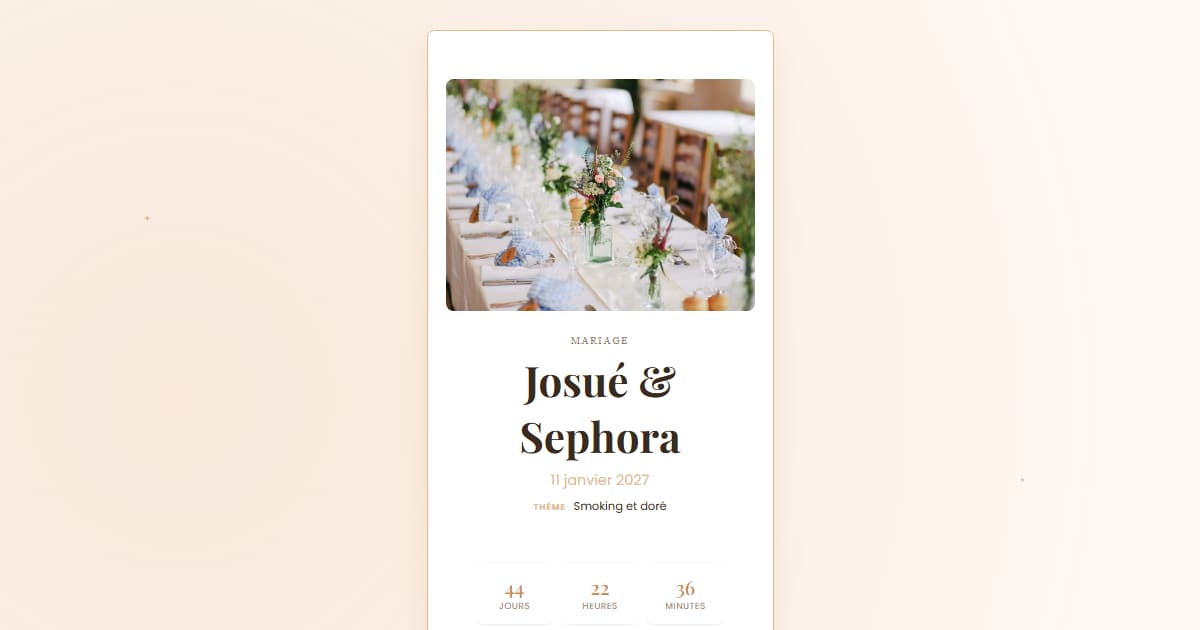 MARIAGE
Josué &
Sephora
11 janvier 2027
THÈME Smoking et doré
44 22 36
JOURS HEURES MINUTES